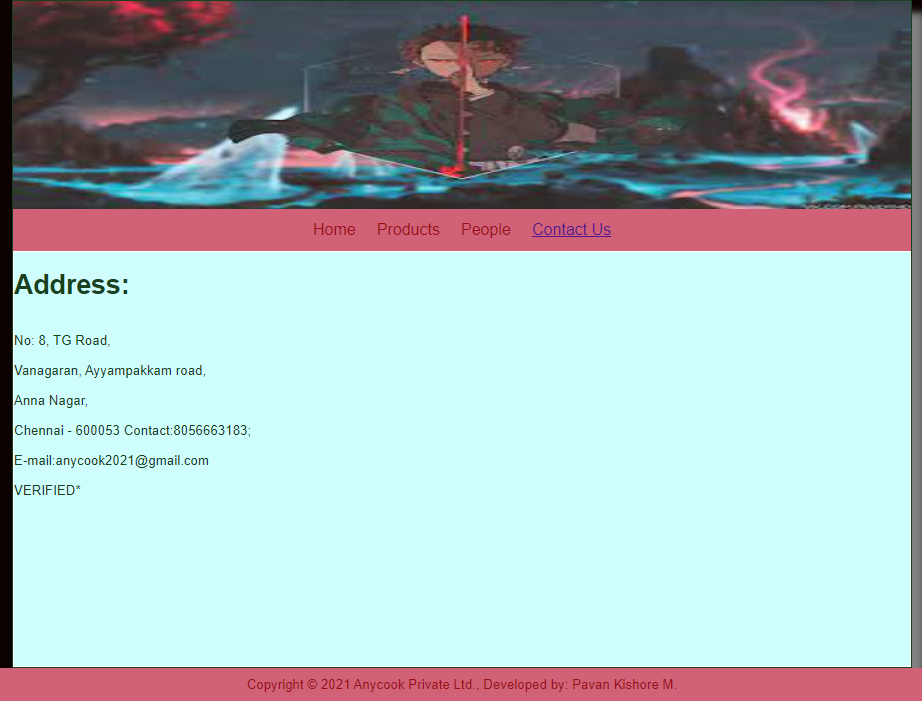 Home Products People Contact Us
Address:
No: 8, TG Road,
Vanagaran, Ayyampakkam road,
Anna Nagar,
Chennai - 600053 Contact:8056663183;
E-mail:anycook2021@gmail.com
VERIFIED*
Copyright © 2021 Anycook Private Ltd., Developed by: Pavan Kishore M.